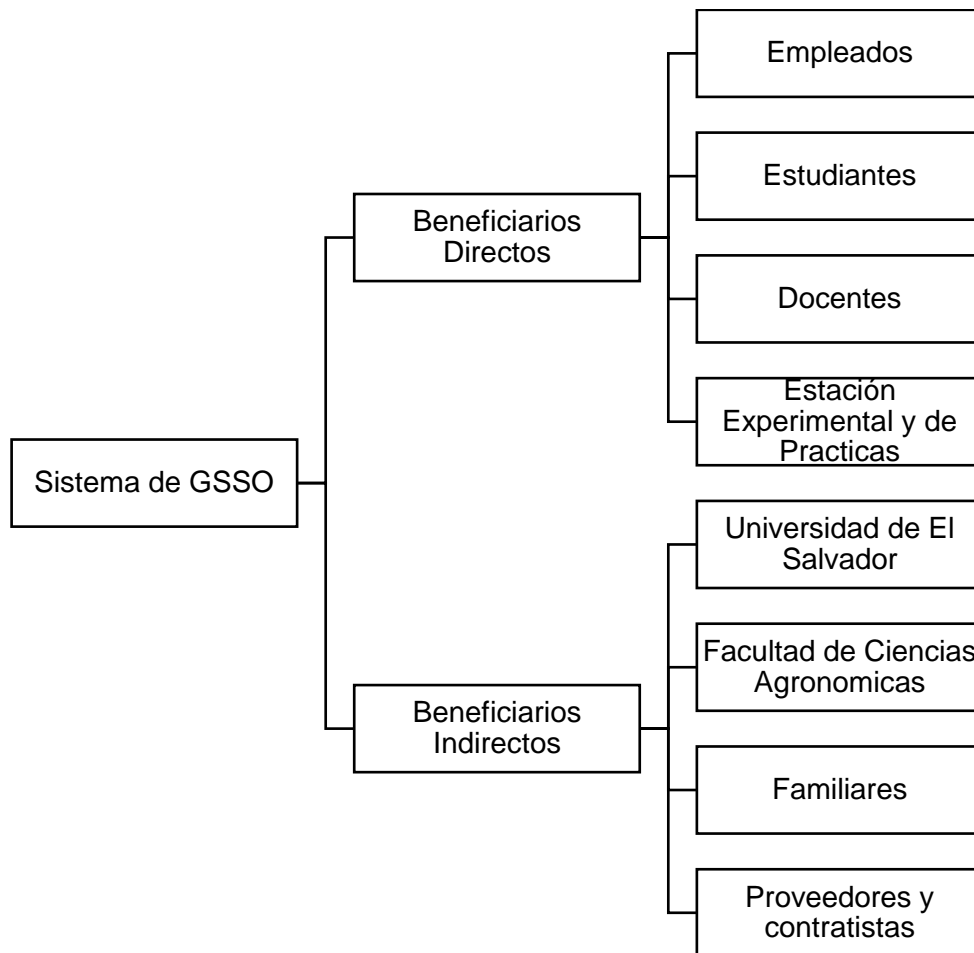 Sistema de GSSO
Beneficiarios
Directos
Empleados
Estudiantes
Docentes
Estación
Experimental y de
Practicas
Beneficiarios
Indirectos
Universidad de El
Salvador
Facultad de Ciencias
Agronomicas
Familiares
Proveedores y
contratistas